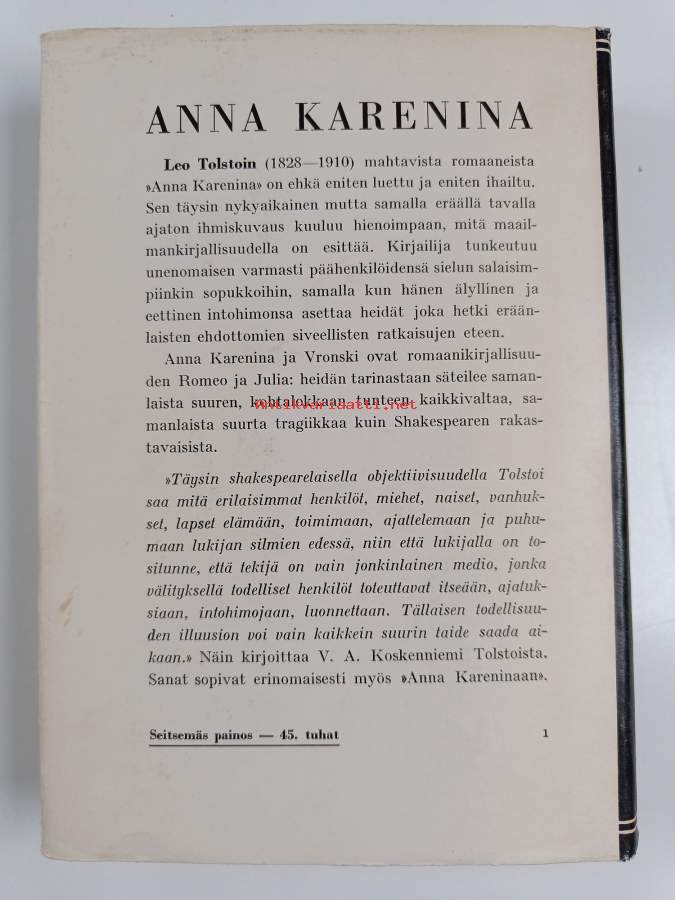 ANNA KARENINA
Leo Tolstoin (1828—1910) mahtavista romaaneista
»Anna Karenina» on ehkä eniten luettu ja eniten ihailtu.
Sen täysin nykyaikainen mutta samalla eräällä tavalla
ajaton ihmiskuvaus kuuluu hienoimpaan, mitä maail-
mankirjallisuudella on esittää. Kirjailija tunkeutuu
unenomaisen varmasti päähenkilöidensä sielun salaisim-
piinkin sopukkoihin, samalla kun hänen älyllinen ja
eettinen intohimonsa asettaa heidät joka hetki erään-
laisten ehdottomien siveellisten ratkaisujen eteen.
Anna Karenina ja Vronski ovat romaanikirjallisuu-
den Romeo ja Julia: heidän tarinastaan säteilee saman-
laista suuren, kohtalokkaan tunteen kaikkivaltaa, sa-
Antikvariaatti.net
manlaista suurta tragiikkaa kuin Shakespearen rakas-
tavaisista.
»Täysin shakespearelaisella objektiivisuudella Tolstoi
saa mitä erilaisimmat henkilöt, miehet, naiset, vanhuk-
set, lapset elämään, toimimaan, ajattelemaan ja puhu-
maan lukijan silmien edessä, niin että lukijalla on to-
situnne, että tekijä on vain jonkinlainen medio, jonka
välityksellä todelliset henkilöt toteuttavat itseään, ajatuk-
siaan, intohimojaan, luonnettaan. Tällaisen todellisuu-
den illuusion voi vain kaikkein suurin taide saada ai-
kaan.» Näin kirjoittaa V. A. Koskenniemi Tolstoista.
Sanat sopivat erinomaisesti myös »Anna Kareninaan».
Seitsemäs painos — 45. tuhat 1